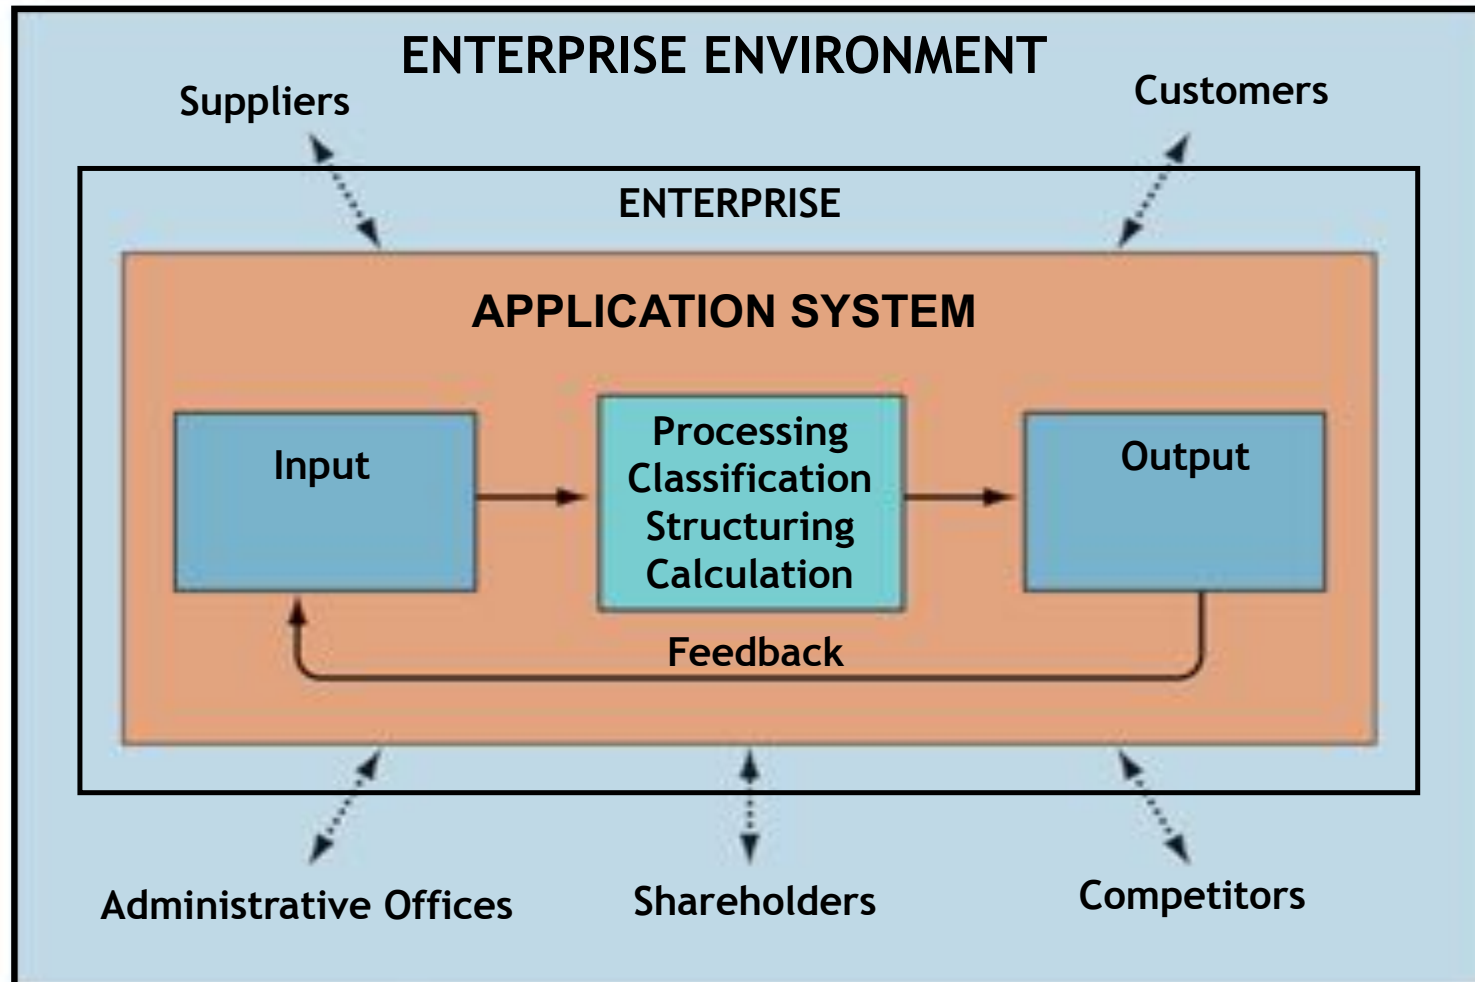 ENTERPRISE ENVIRONMENT
Suppliers
Customers
ENTERPRISE
APPLICATION SYSTEM
Input
Processing
Classification
Structuring
Calculation
Output
Feedback
Administrative Offices
Shareholders
Competitors